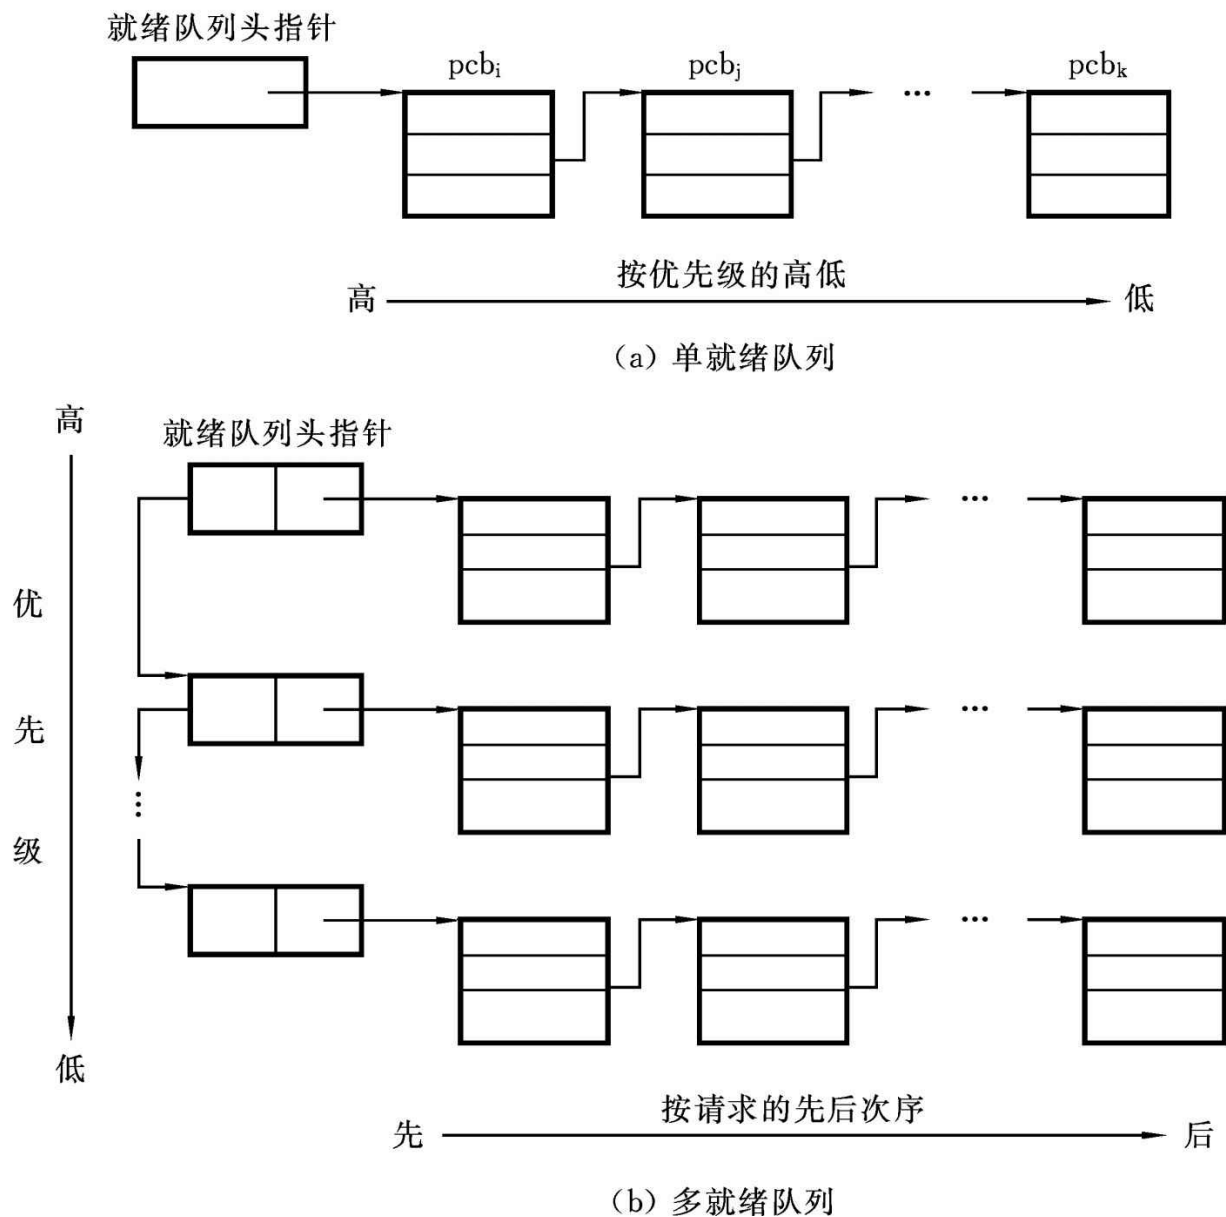 就绪队列头指针
pcbi pcbj ··· pcbk
按优先级的高低
高 低
(a) 单就绪队列
高
就绪队列头指针
···
优
先
···
···
级
···
低
按请求的先后次序
先 后
(b) 多就绪队列